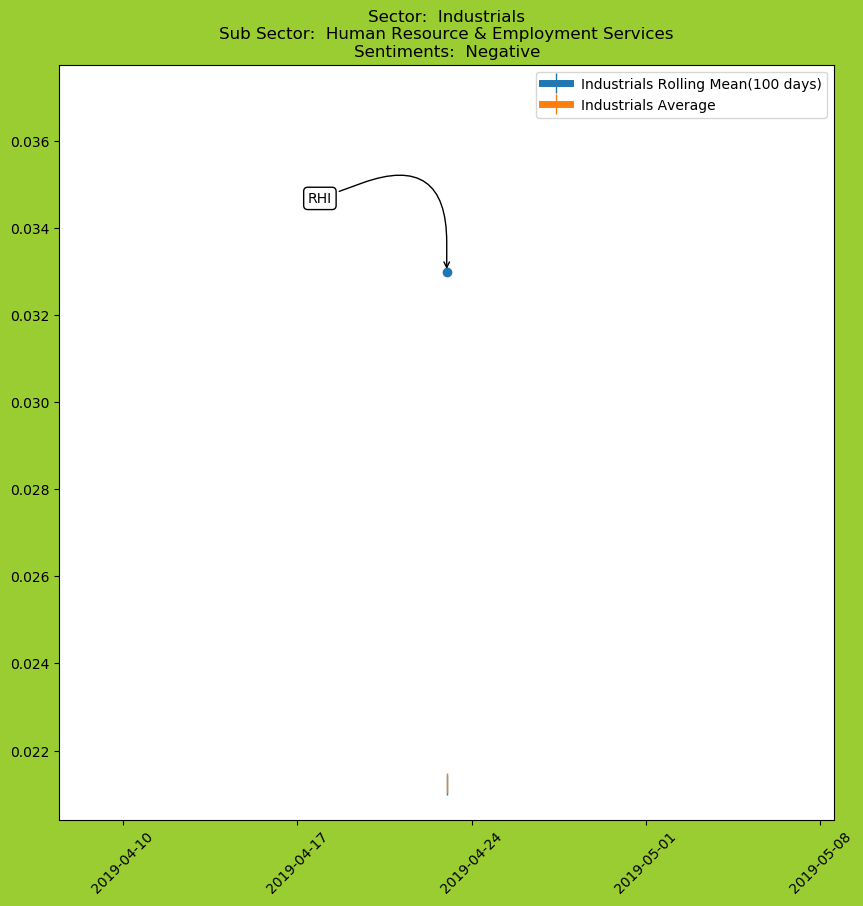 Sector:  Industrials
Sub Sector:  Human Resource & Employment Services
Sentiments:  Negative
Industrials Rolling Mean(100 days)
Industrials Average
0.036
RHI
0.034
0.032
0.030
0.028
0.026
0.024
0.022
2019-04-10
2019-04-17
2019-04-24
2019-05-01
2019-05-08